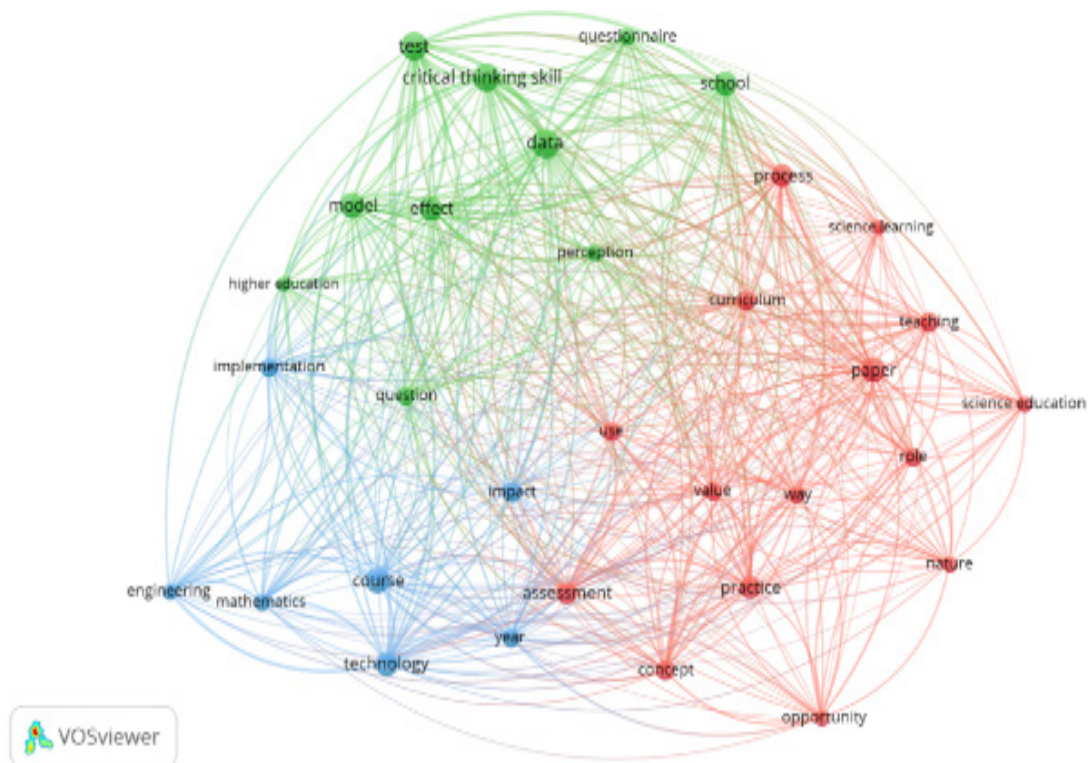 test
questionnaire
critical thinking skill
school
data
process
model
effect
science learning
perception
higher education
curriculum
teaching
implementation
paper
question
science education
use
role
impact
value
way
nature
engineering
mathematics
course
assessment
practice
year
technology
concept
opportunity
VOSviewer